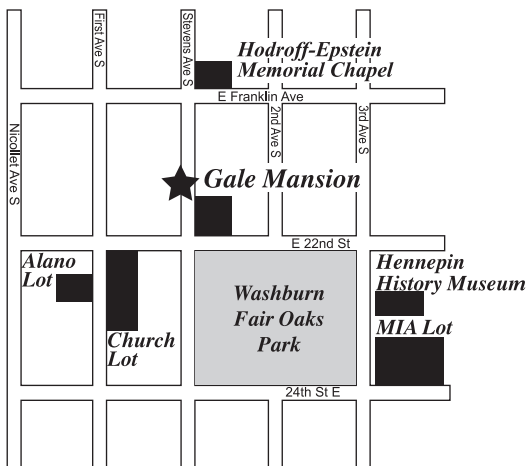 First Ave S
Stevens Ave S
Hodroff-Epstein
Memorial Chapel
E Franklin Ave
Nicollet Ave S
2nd Ave S
3rd Ave S
Gale Mansion
E 22nd St
Alano
Lot
Church
Lot
Washburn
Fair Oaks
Park
Hennepin
History Museum
MIA Lot
24th St E